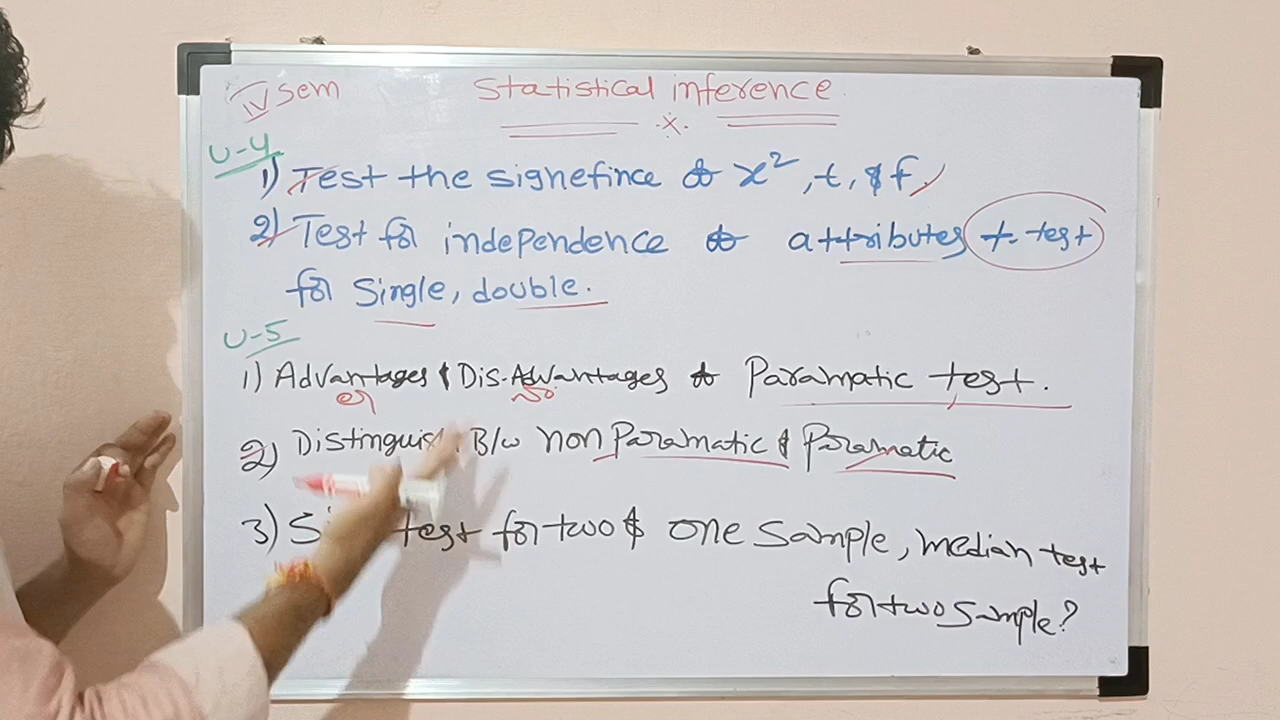 IV Sem Statistical inference
U-4
1) Test the signefince of x², t, & f
2) Test for independence of attributes t-test
for Single, double.
U-5
1) Advantages & Dis-Advantages of Paramatic test.
2) Distinguish B/w non Paramatic & Paramatic
3) test for two & one sample, median test
for two sample?